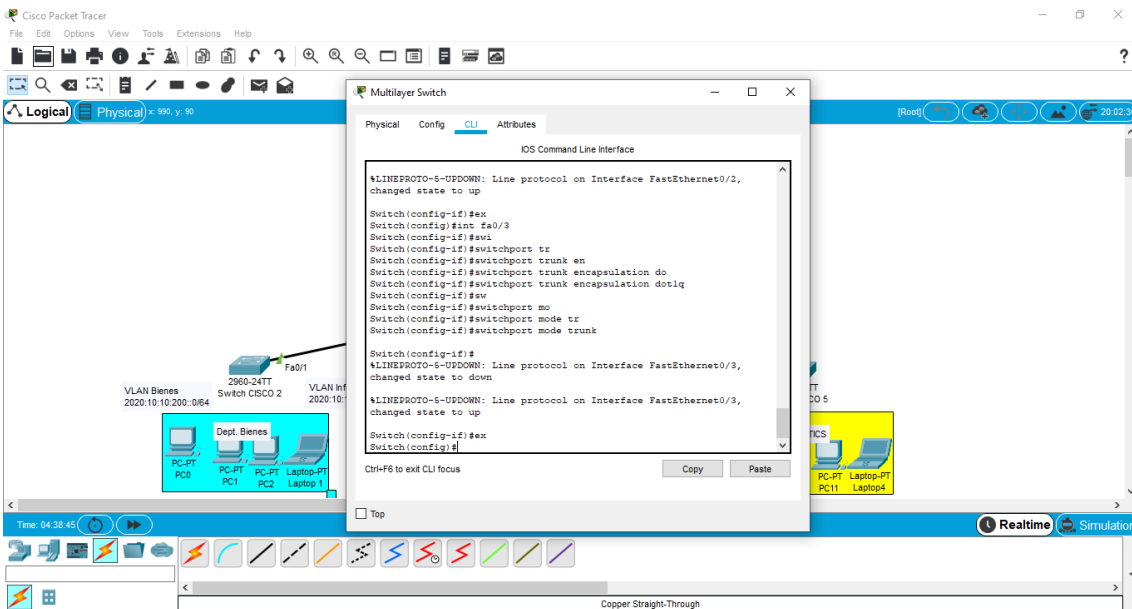 Cisco Packet Tracer
File Edit Options View Tools Extensions Help
?
Logical
Physical
x: 990, y: 90
[Root]
20:02:3
Multilayer Switch
Physical Config CLI Attributes
IOS Command Line Interface
%LINEPROTO-5-UPDOWN: Line protocol on Interface FastEthernet0/2,
changed state to up
Switch(config-if)#ex
Switch(config)#int fa0/3
Switch(config-if)#swi
Switch(config-if)#switchport tr
Switch(config-if)#switchport trunk en
Switch(config-if)#switchport trunk encapsulation do
Switch(config-if)#switchport trunk encapsulation dot1q
Switch(config-if)#sw
Switch(config-if)#switchport mo
Switch(config-if)#switchport mode tr
Switch(config-if)#switchport mode trunk
Switch(config-if)#
%LINEPROTO-5-UPDOWN: Line protocol on Interface FastEthernet0/3,
changed state to down
%LINEPROTO-5-UPDOWN: Line protocol on Interface FastEthernet0/3,
changed state to up
Switch(config-if)#ex
Switch(config)#
Ctrl+F6 to exit CLI focus
Copy
Paste
Top
Fa0/1
2960-24TT
Switch CISCO 2
VLAN Bienes
2020:10:10:200::0/64
VLAN Inf
2020:10:
Dept. Bienes
PC-PT
PC0
PC-PT
PC1
PC-PT
PC2
Laptop-PT
Laptop 1
TT
CO 5
TICS
PC-PT
PC11
Laptop-PT
Laptop4
Time: 04:38:45
Realtime
Simulation
Copper Straight-Through